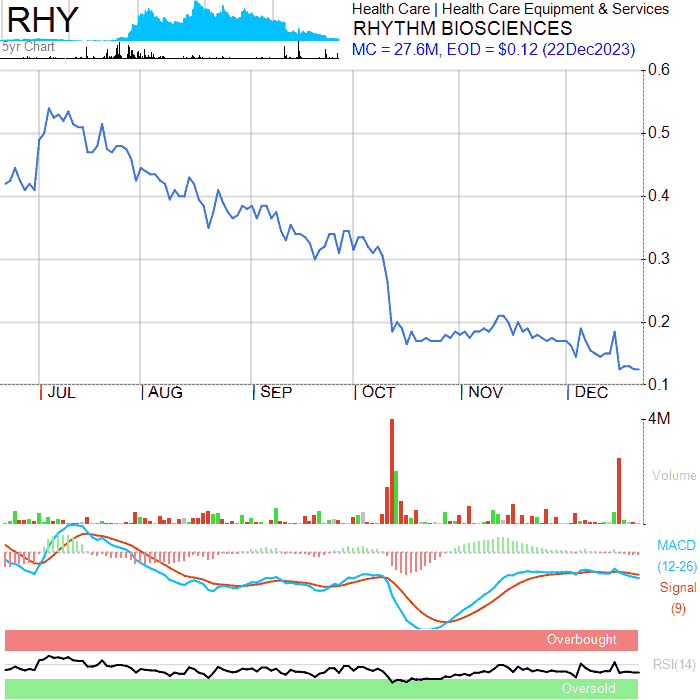 RHY
5yr Chart
Health Care | Health Care Equipment & Services
RHYTHM BIOSCIENCES
MC = 27.6M, EOD = $0.12 (22Dec2023)
0.6
0.5
0.4
0.3
0.2
0.1
JUL AUG SEP OCT NOV DEC
4M
Volume
MACD
(12-26)
Signal
(9)
Overbought
RSI(14)
Oversold